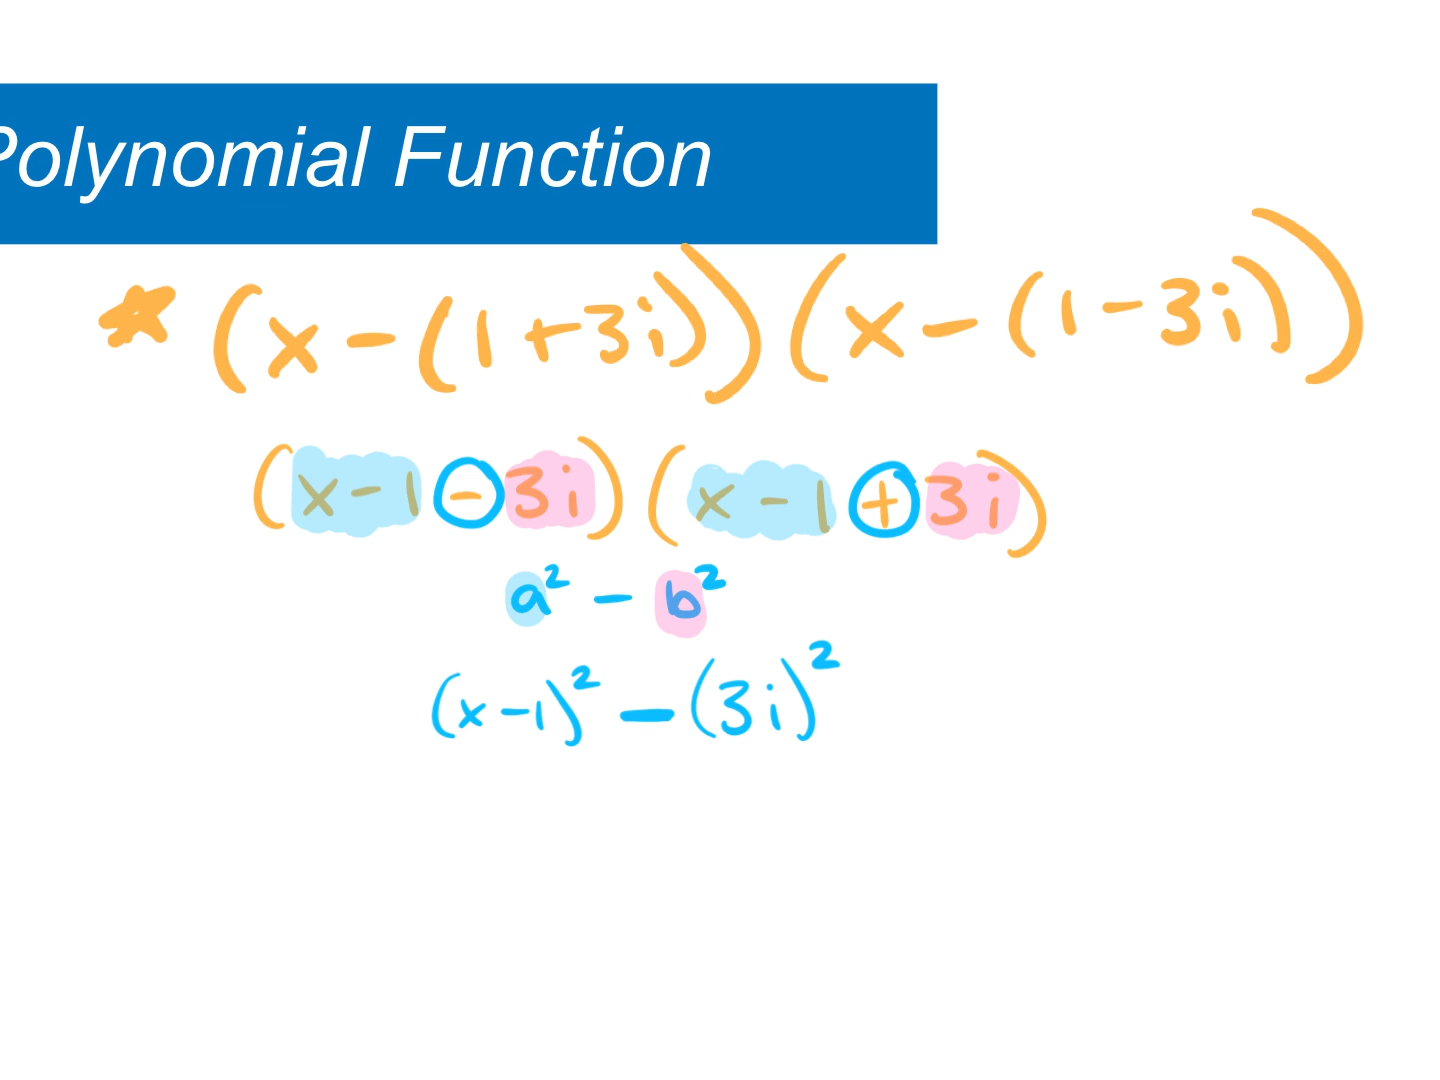 Polynomial Function
* (x-(1+3i))(x-(1-3i))
(x-1-3i)(x-1+3i)
a² - b²
(x-1)² - (3i)²